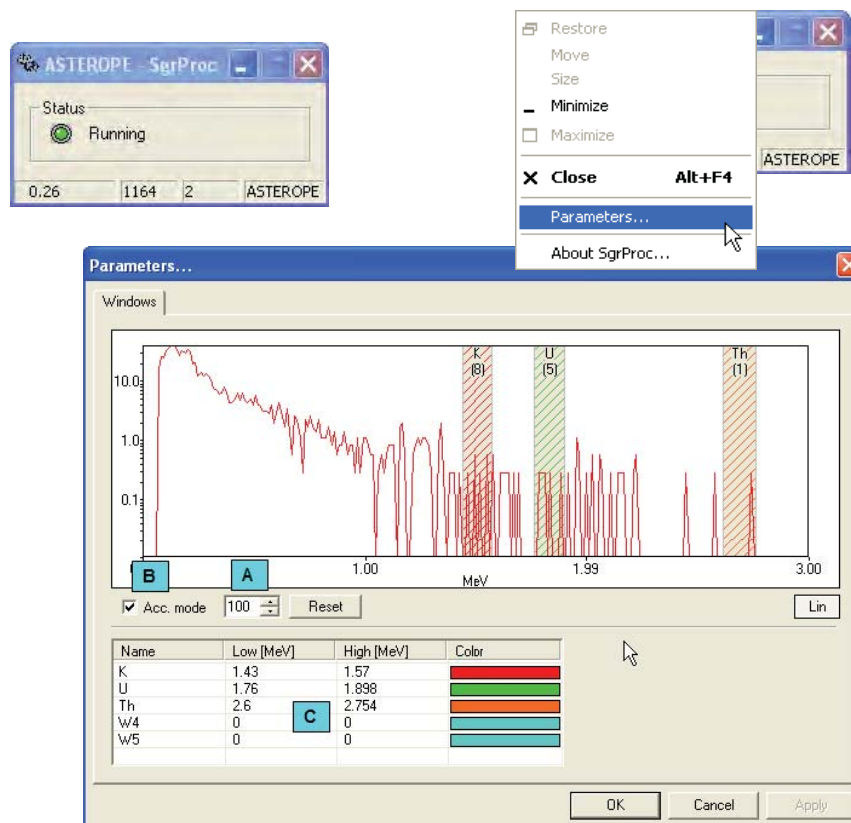 ASTEROPE - SgrProc
Status
Running
0.26 1164 2 ASTEROPE
Restore
Move
Size
Minimize
Maximize
Close Alt+F4
Parameters...
About SgrProc...
ASTEROPE
Parameters...
Windows
K
(8)
U
(5)
Th
(1)
10.0
1.0
0.1
1.00 1.99 3.00
MeV
B
A
Acc. mode 100 Reset Lin
Name Low [MeV] High [MeV] Color
K 1.43 1.57
U 1.76 1.898
Th 2.6 2.754
C
W4 0 0
W5 0 0
OK Cancel Apply